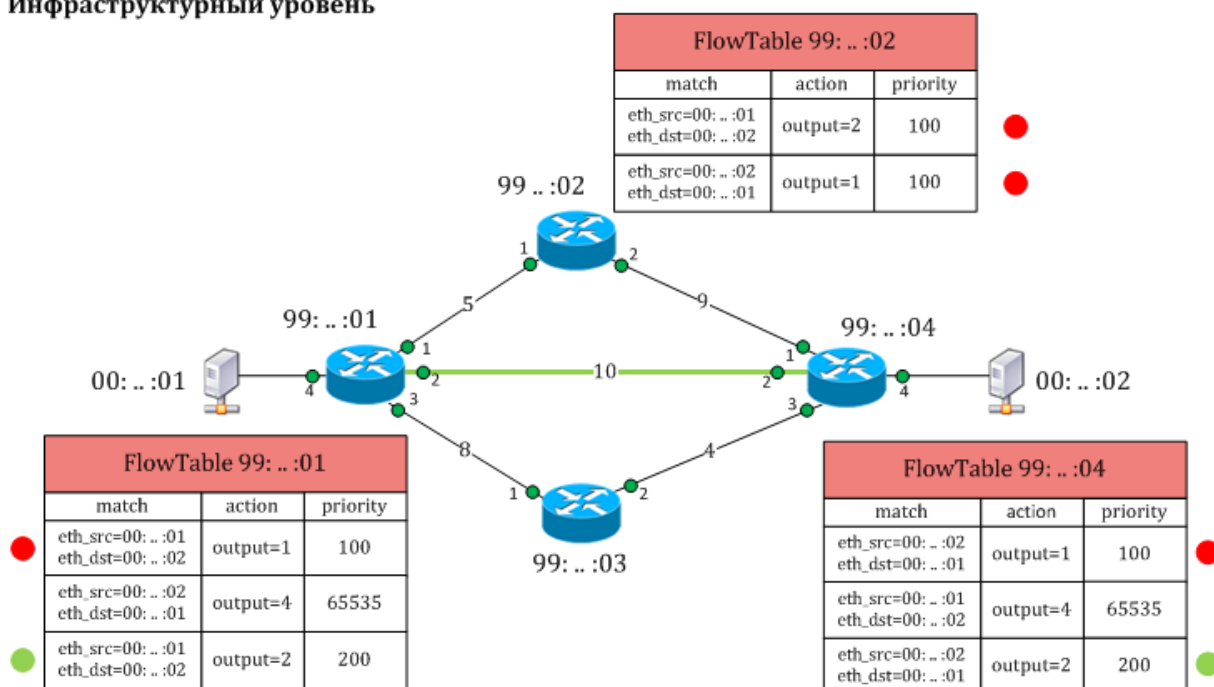 Инфраструктурный уровень
FlowTable 99: .. :02
match action priority
eth_src=00: .. :01
eth_dst=00: .. :02
output=2 100
eth_src=00: .. :02
eth_dst=00: .. :01
output=1 100
99 .. :02
1 2
5 9
99: .. :01
99: .. :04
1 1
00: .. :01
4 2 10 2 4
00: .. :02
3 3
8 4
1 2
99: .. :03
FlowTable 99: .. :01
match action priority
eth_src=00: .. :01
eth_dst=00: .. :02
output=1 100
eth_src=00: .. :02
eth_dst=00: .. :01
output=4 65535
eth_src=00: .. :01
eth_dst=00: .. :02
output=2 200
FlowTable 99: .. :04
match action priority
eth_src=00: .. :02
eth_dst=00: .. :01
output=1 100
eth_src=00: .. :01
eth_dst=00: .. :02
output=4 65535
eth_src=00: .. :02
eth_dst=00: .. :01
output=2 200